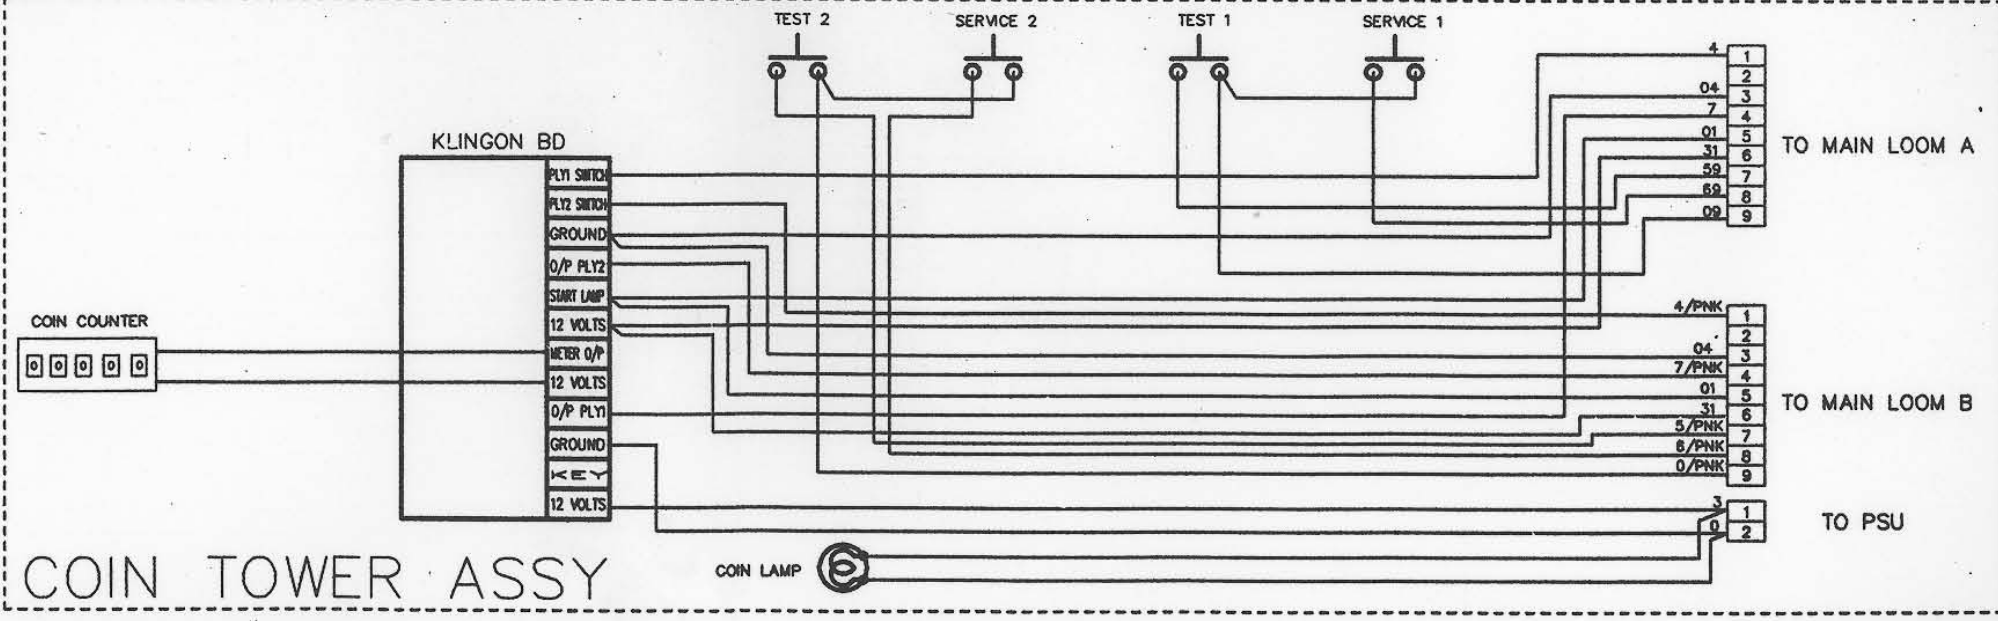 TEST 2
SERVICE 2
TEST 1
SERVICE 1
KLINGON BD
PLY1 SWITCH
PLY2 SWITCH
GROUND
O/P PLY2
START LAMP
12 VOLTS
METER O/P
12 VOLTS
O/P PLY1
GROUND
KEY
12 VOLTS
COIN COUNTER
0 0 0 0 0
4 1
2
04 3
7 4
01 5
31 6
59 7
69 8
09 9
TO MAIN LOOM A
4/PNK 1
2
04 3
7/PNK 4
01 5
31 6
5/PNK 7
6/PNK 8
0/PNK 9
TO MAIN LOOM B
3 1
0 2
TO PSU
COIN LAMP
COIN TOWER ASSY